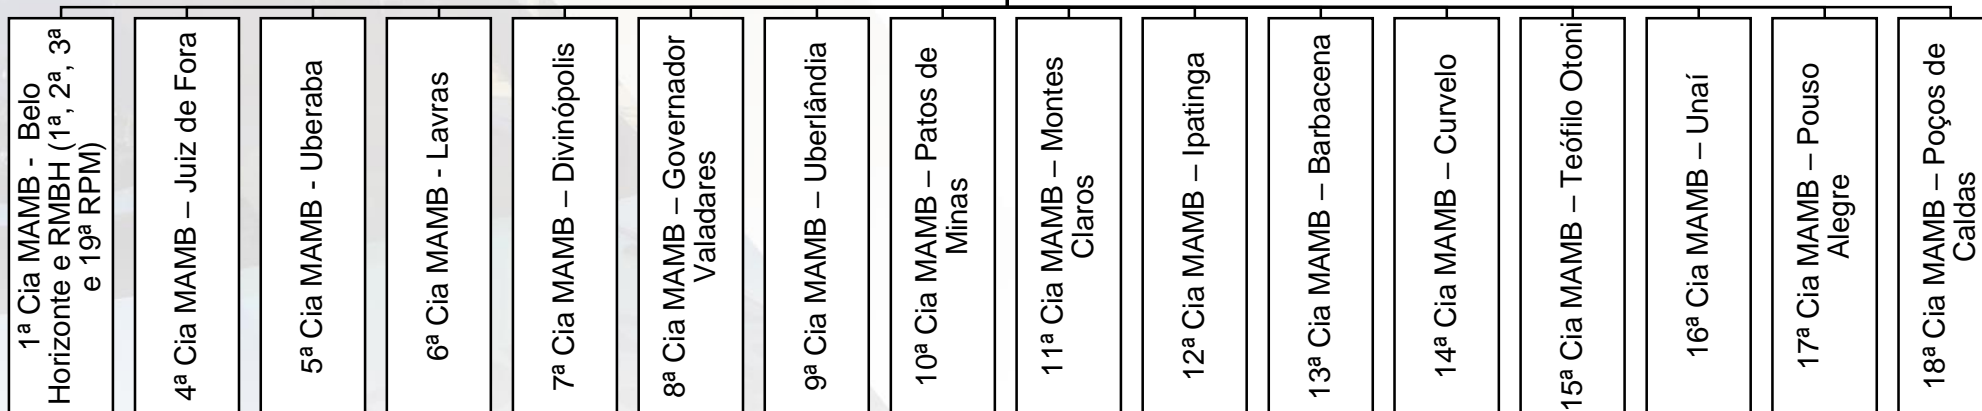 1ª Cia MAMB - Belo
Horizonte e RMBH (1ª, 2ª, 3ª
e 19ª RPM)
4ª Cia MAMB – Juiz de Fora
5ª Cia MAMB - Uberaba
6ª Cia MAMB - Lavras
7ª Cia MAMB – Divinópolis
8ª Cia MAMB – Governador
Valadares
9ª Cia MAMB – Uberlândia
10ª Cia MAMB – Patos de
Minas
11ª Cia MAMB – Montes
Claros
12ª Cia MAMB – Ipatinga
13ª Cia MAMB – Barbacena
14ª Cia MAMB – Curvelo
15ª Cia MAMB – Teófilo Otoni
16ª Cia MAMB – Unaí
17ª Cia MAMB – Pouso
Alegre
18ª Cia MAMB – Poços de
Caldas